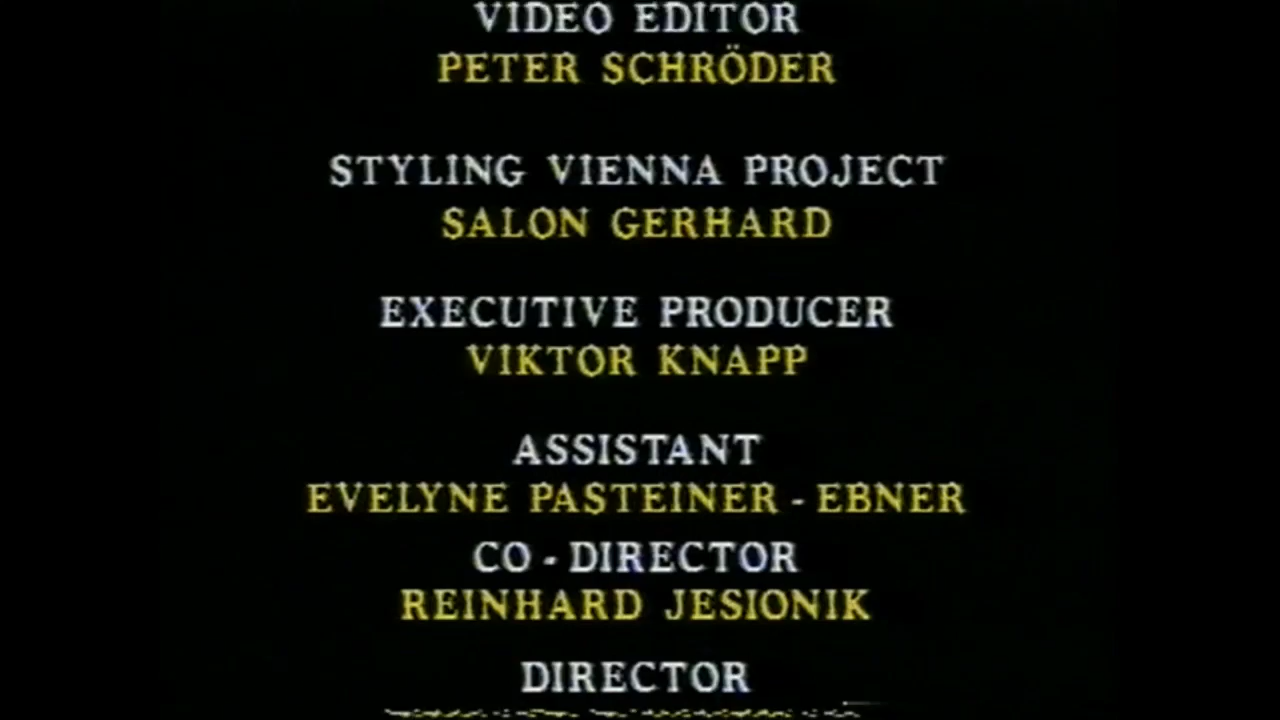 VIDEO EDITOR
PETER SCHRÖDER
STYLING VIENNA PROJECT
SALON GERHARD
EXECUTIVE PRODUCER
VIKTOR KNAPP
ASSISTANT
EVELYNE PASTEINER - EBNER
CO - DIRECTOR
REINHARD JESIONIK
DIRECTOR